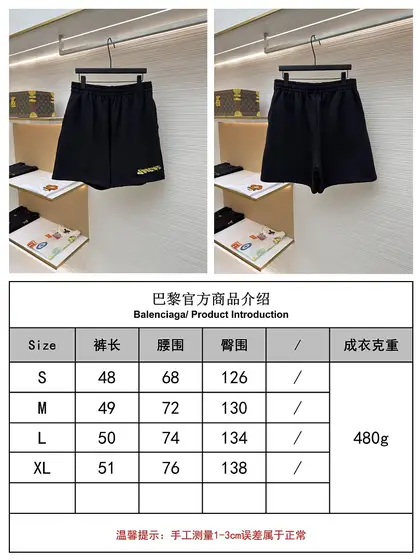 巴黎官方商品介绍
Balenciaga/ Product Introduction
Size 裤长 腰围 臀围 / 成衣克重
S 48 68 126 /
M 49 72 130 /
L 50 74 134 /
XL 51 76 138 /
480g
温馨提示：手工测量1-3cm误差属于正常